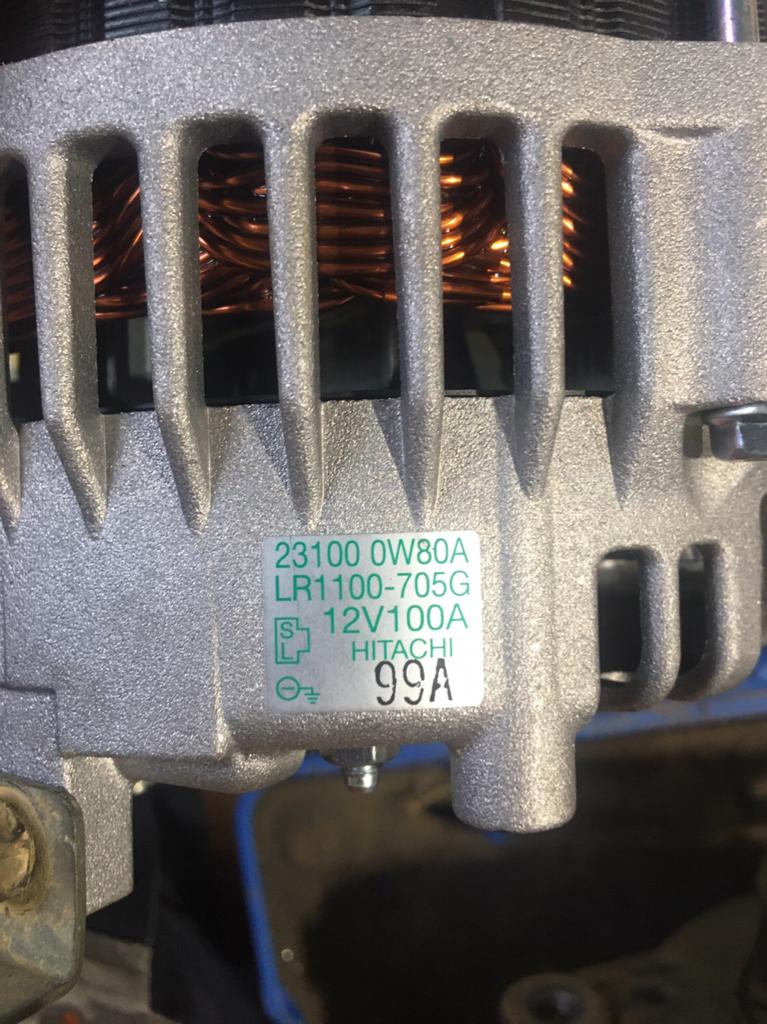 23100 0W80A
LR1100-705G
S 12V100A
L HITACHI
99A